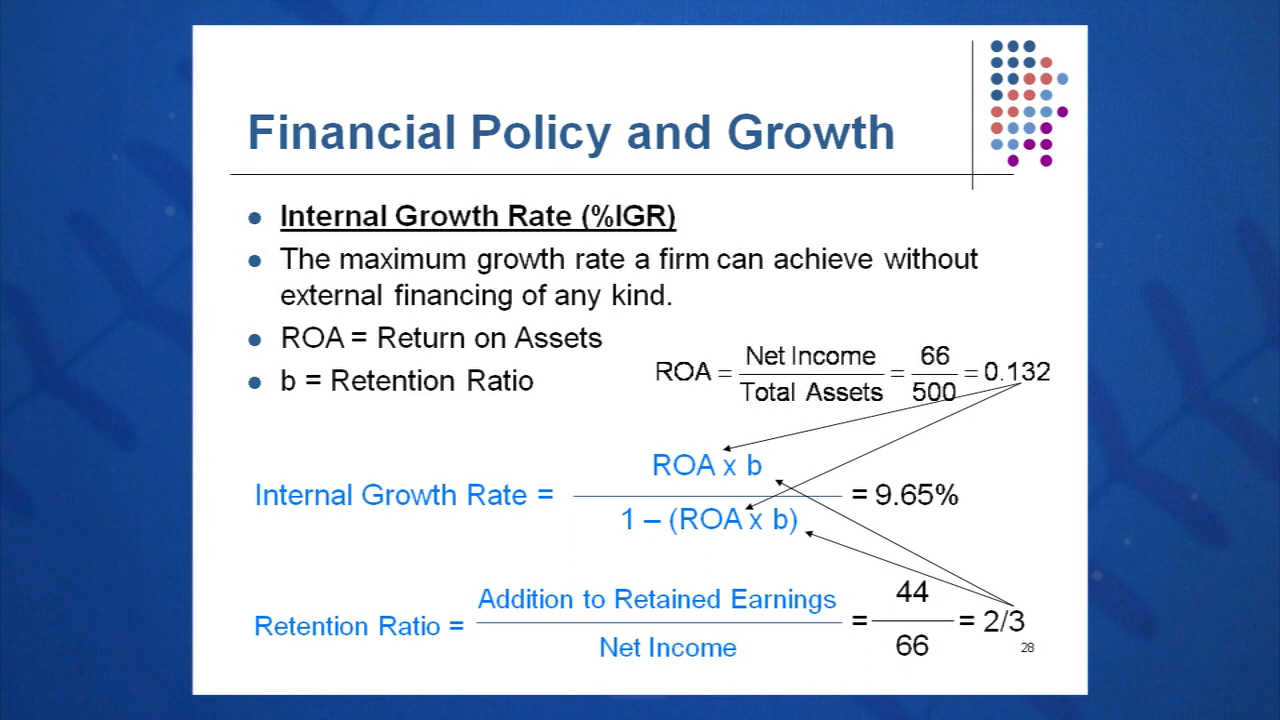 Financial Policy and Growth
Internal Growth Rate (%IGR)
The maximum growth rate a firm can achieve without
external financing of any kind.
ROA = Return on Assets
b = Retention Ratio
ROA = Net Income / Total Assets = 66 / 500 = 0.132
Internal Growth Rate = ROA x b / 1 – (ROA x b) = 9.65%
Retention Ratio = Addition to Retained Earnings / Net Income = 44 / 66 = 2/3
28